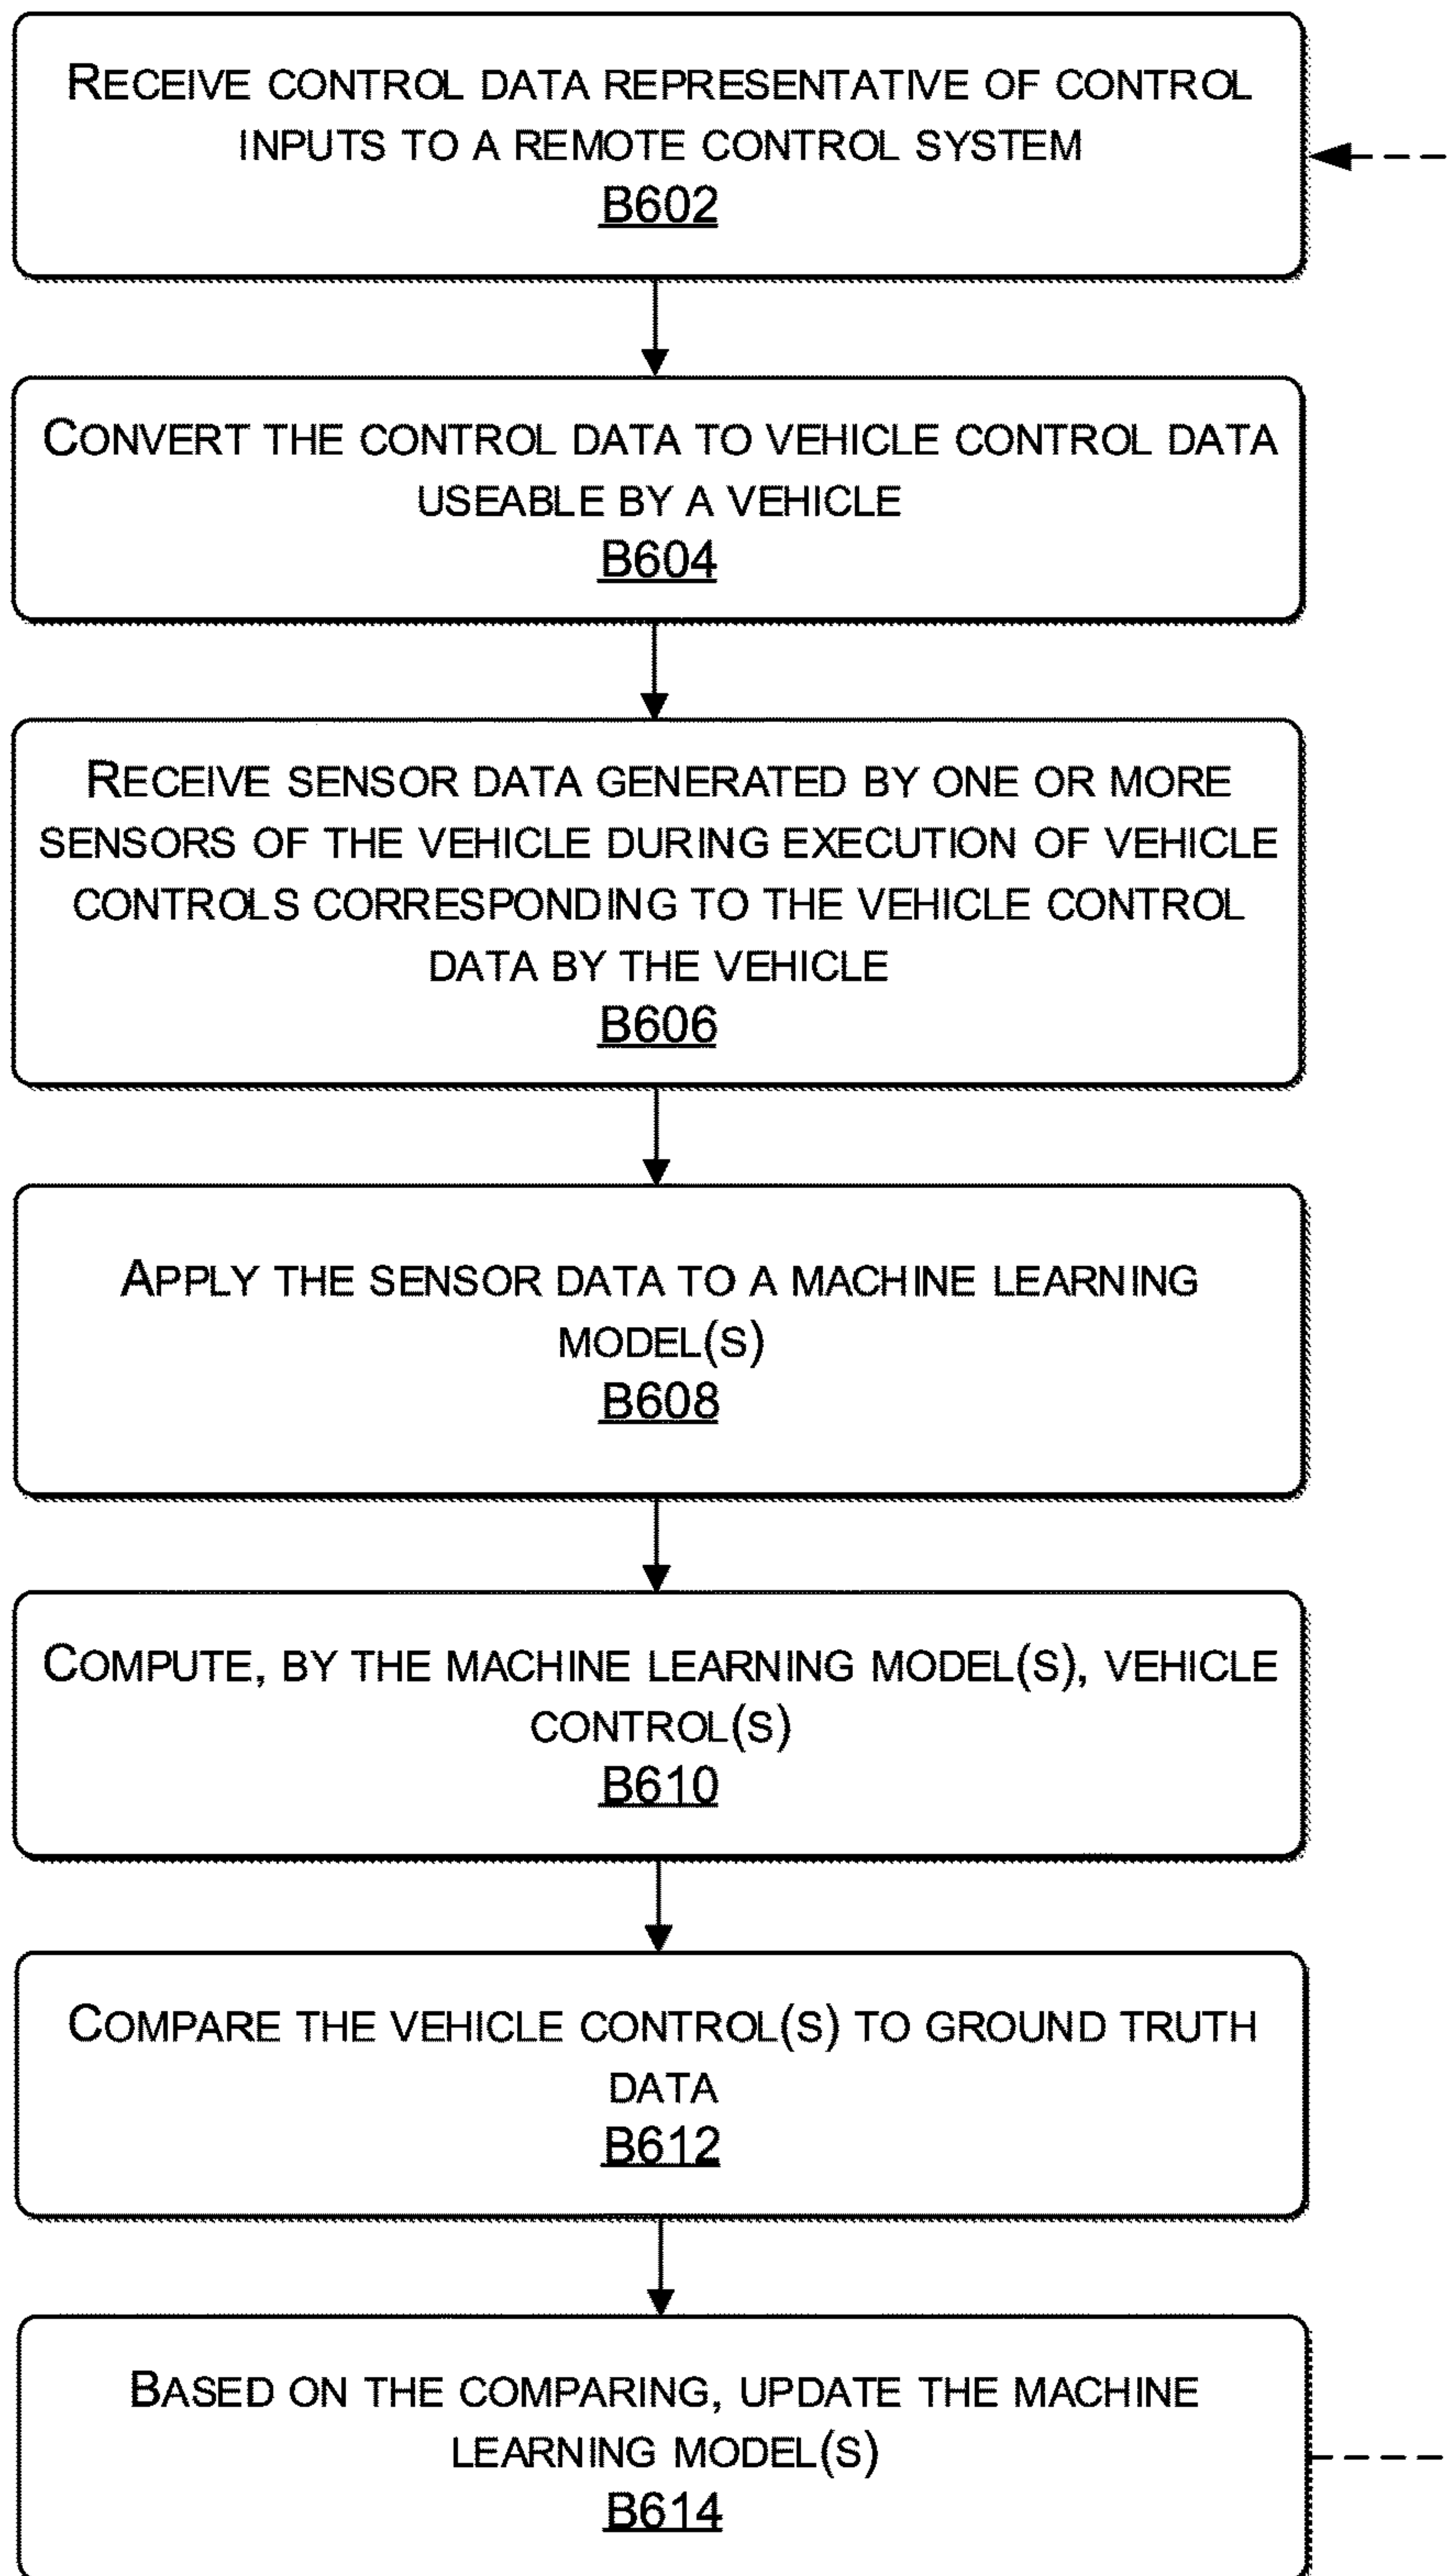 RECEIVE CONTROL DATA REPRESENTATIVE OF CONTROL
INPUTS TO A REMOTE CONTROL SYSTEM
B602
CONVERT THE CONTROL DATA TO VEHICLE CONTROL DATA
USEABLE BY A VEHICLE
B604
RECEIVE SENSOR DATA GENERATED BY ONE OR MORE
SENSORS OF THE VEHICLE DURING EXECUTION OF VEHICLE
CONTROLS CORRESPONDING TO THE VEHICLE CONTROL
DATA BY THE VEHICLE
B606
APPLY THE SENSOR DATA TO A MACHINE LEARNING
MODEL(S)
B608
COMPUTE, BY THE MACHINE LEARNING MODEL(S), VEHICLE
CONTROL(S)
B610
COMPARE THE VEHICLE CONTROL(S) TO GROUND TRUTH
DATA
B612
BASED ON THE COMPARING, UPDATE THE MACHINE
LEARNING MODEL(S)
B614